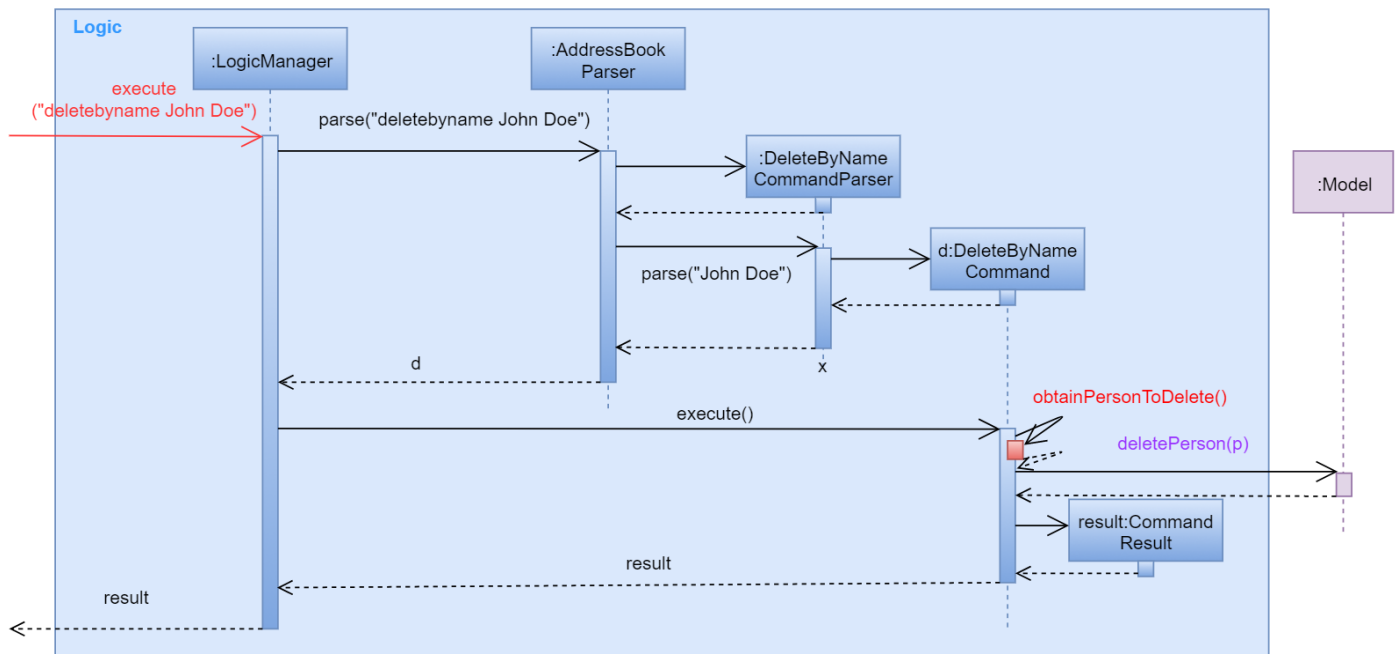 Logic
:LogicManager
:AddressBook
Parser
execute
("deletebyname John Doe")
parse("deletebyname John Doe")
:DeleteByName
CommandParser
:Model
d:DeleteByName
Command
parse("John Doe")
d
x
obtainPersonToDelete()
execute()
deletePerson(p)
result:Command
Result
result
result